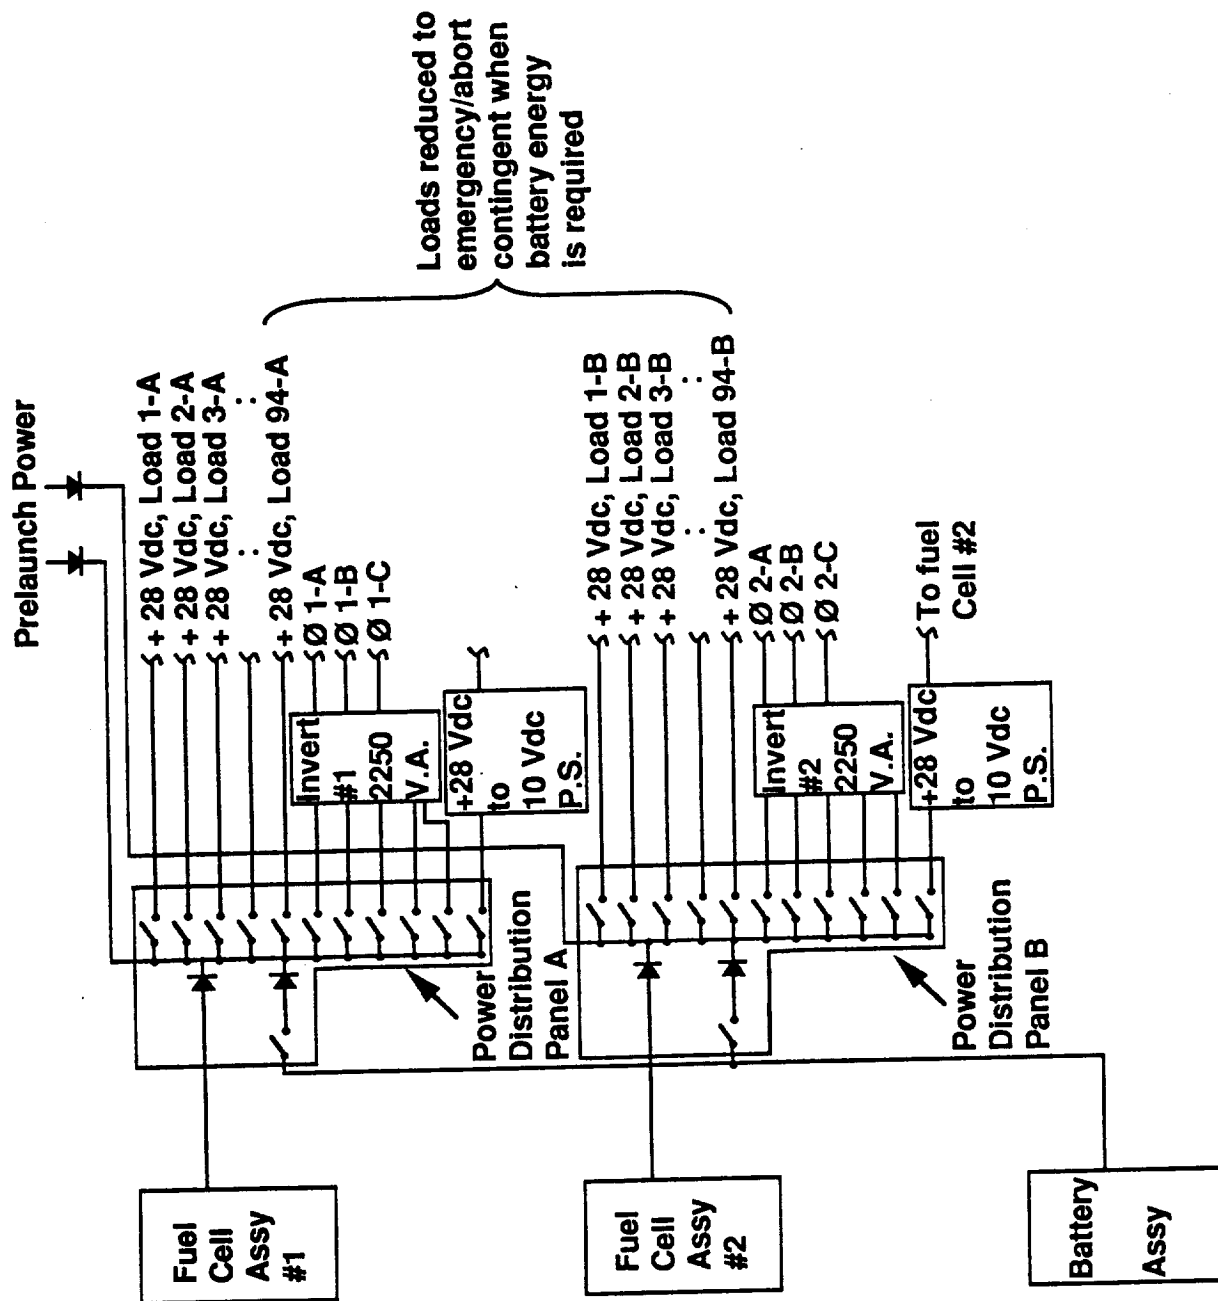 Prelaunch Power
+ 28 Vdc, Load 1-A
+ 28 Vdc, Load 2-A
+ 28 Vdc, Load 3-A
+ 28 Vdc, Load 94-A
Ø 1-A
Ø 1-B
Ø 1-C
Invert
#1
2250
V.A.
+28 Vdc
to
10 Vdc
P.S.
Loads reduced to
emergency/abort
contingent when
battery energy
is required
Power
Distribution
Panel A
Fuel
Cell
Assy
#1
+ 28 Vdc, Load 1-B
+ 28 Vdc, Load 2-B
+ 28 Vdc, Load 3-B
+ 28 Vdc, Load 94-B
Ø 2-A
Ø 2-B
Ø 2-C
Invert
#2
2250
V.A.
+28 Vdc
to
10 Vdc
P.S.
To fuel
Cell #2
Power
Distribution
Panel B
Fuel
Cell
Assy
#2
Battery
Assy